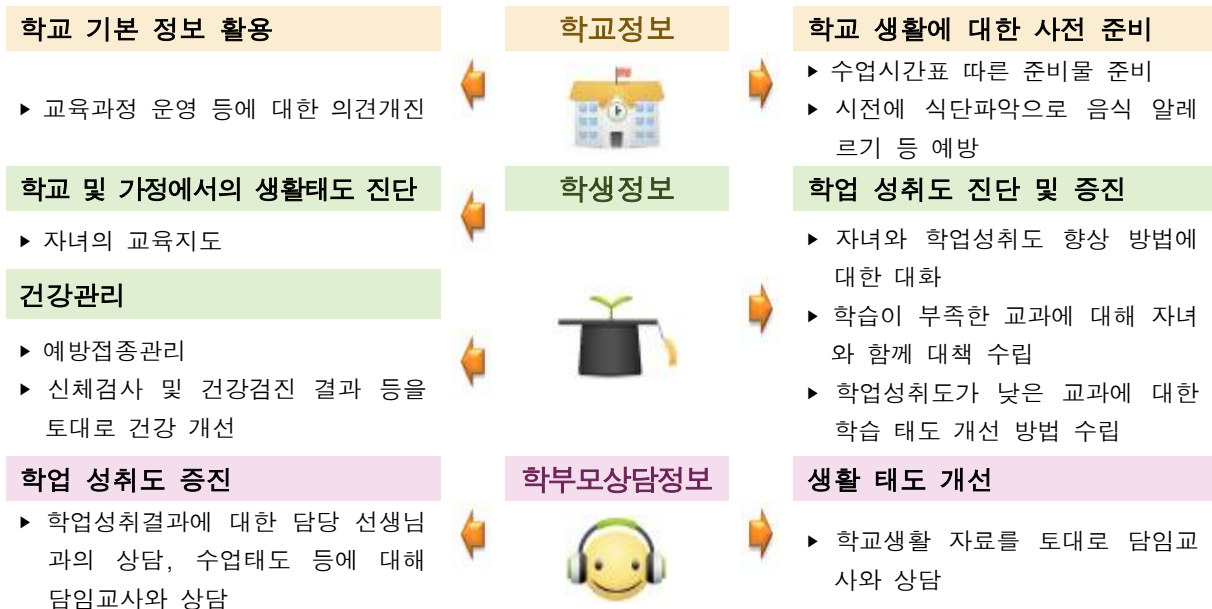 학교 기본 정보 활용
▶ 교육과정 운영 등에 대한 의견개진
학교정보
학교 생활에 대한 사전 준비
▶ 수업시간표 따른 준비물 준비
▶ 시전에 식단파악으로 음식 알레
르기 등 예방
학교 및 가정에서의 생활태도 진단
▶ 자녀의 교육지도
건강관리
▶ 예방접종관리
▶ 신체검사 및 건강검진 결과 등을
토대로 건강 개선
학생정보
학업 성취도 진단 및 증진
▶ 자녀와 학업성취도 향상 방법에
대한 대화
▶ 학습이 부족한 교과에 대해 자녀
와 함께 대책 수립
▶ 학업성취도가 낮은 교과에 대한
학습 태도 개선 방법 수립
학업 성취도 증진
▶ 학업성취결과에 대한 담당 선생님
과의 상담, 수업태도 등에 대해
담임교사와 상담
학부모상담정보
생활 태도 개선
▶ 학교생활 자료를 토대로 담임교
사와 상담